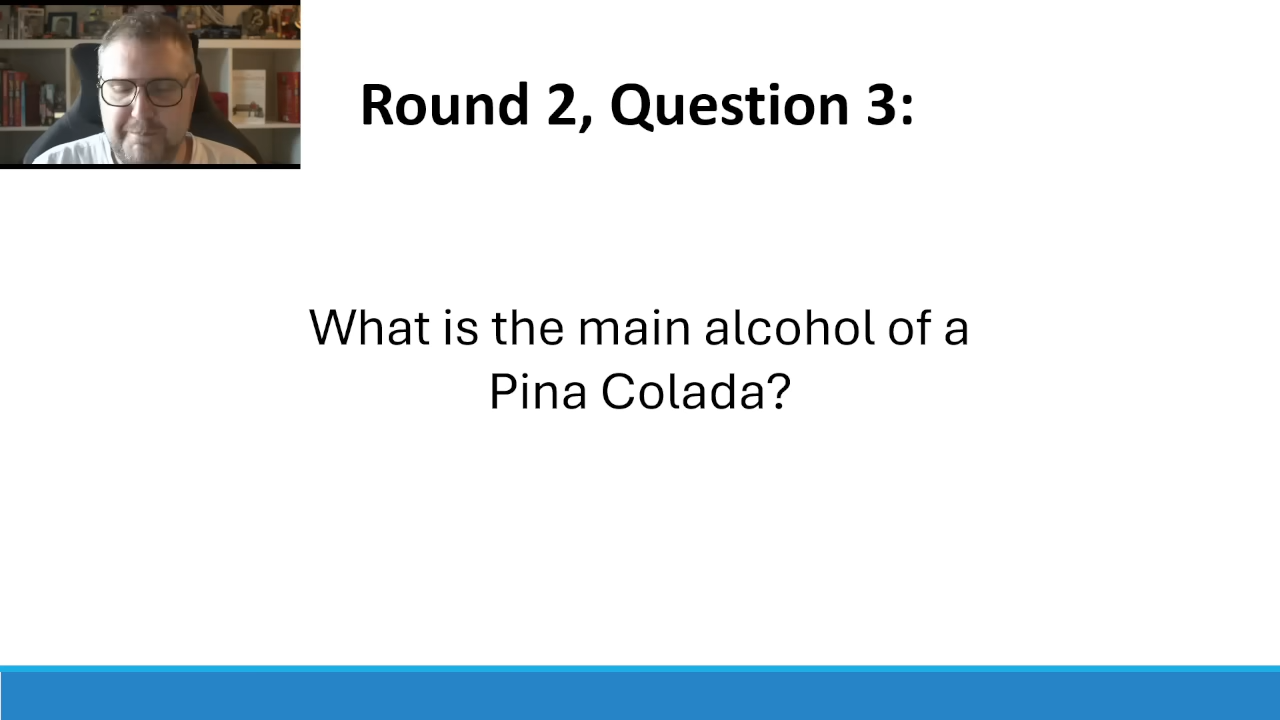 Round 2, Question 3:
What is the main alcohol of a
Pina Colada?